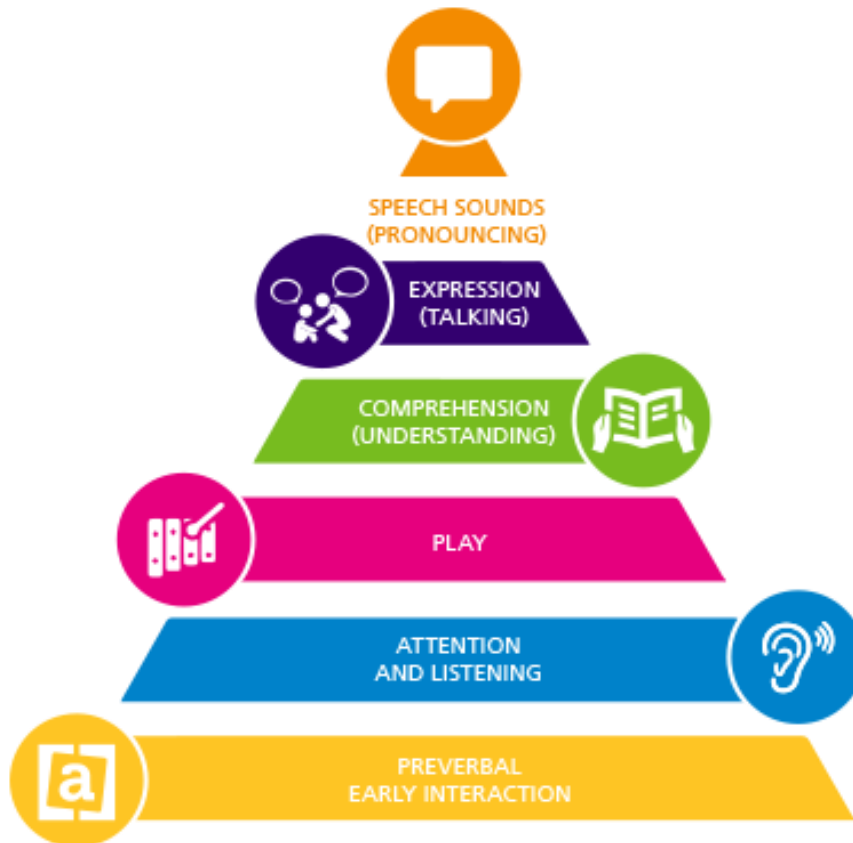 SPEECH SOUNDS
(PRONOUNCING)
EXPRESSION
(TALKING)
COMPREHENSION
(UNDERSTANDING)
PLAY
ATTENTION
AND LISTENING
a
PREVERBAL
EARLY INTERACTION